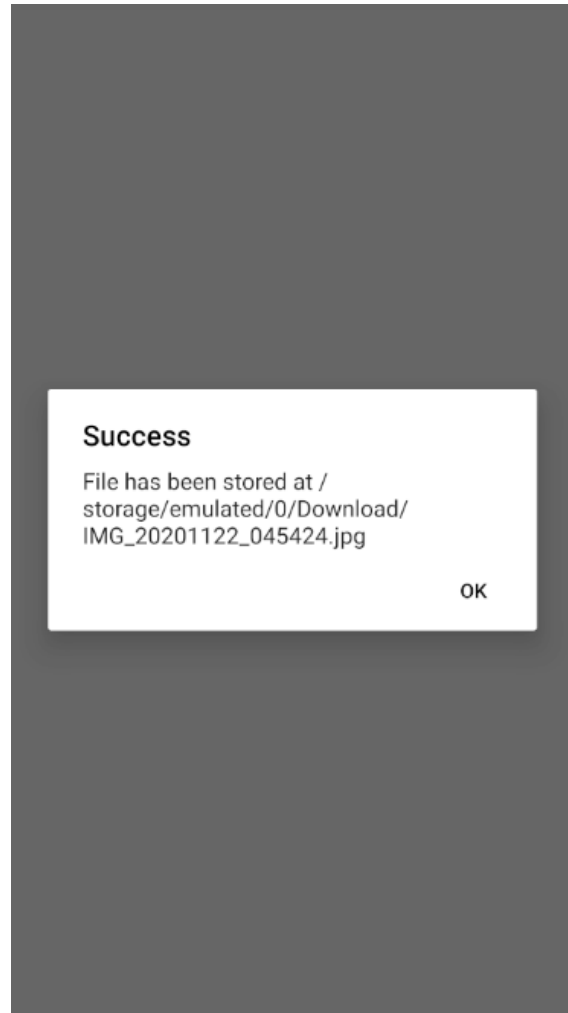 Success
File has been stored at /
storage/emulated/0/Download/
IMG_20201122_045424.jpg
OK